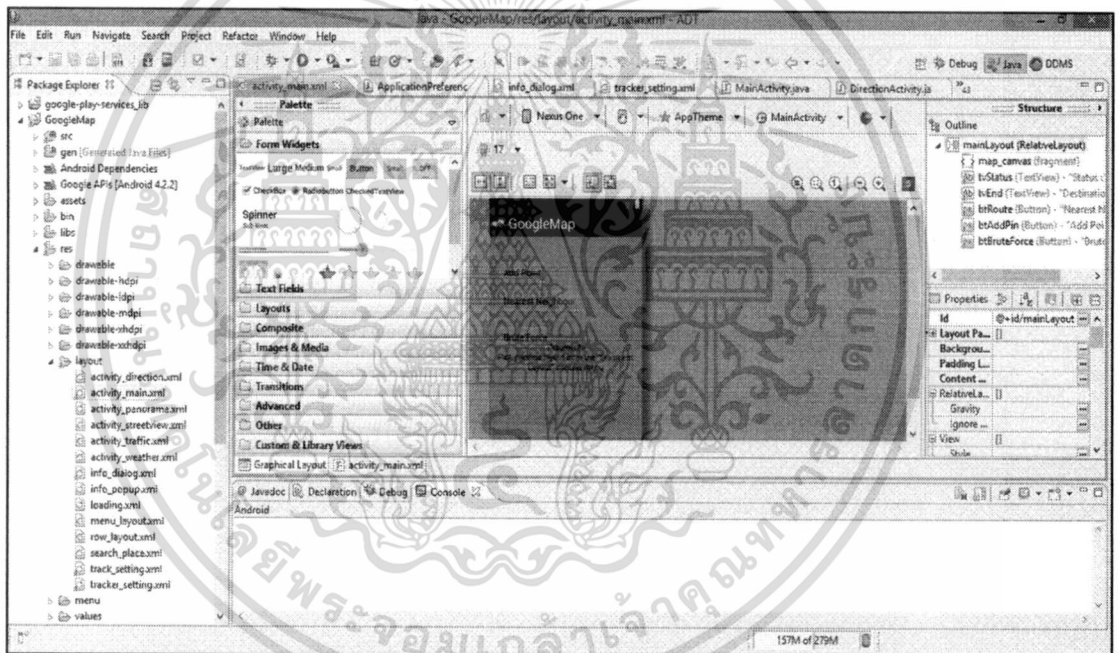 Java - GoogleMap/res/layout/activity_main.xml - ADT
File Edit Run Navigate Search Project Refactor Window Help
Debug Java DDMS
Package Explorer
google-play-services_lib
GoogleMap
src
gen [Generated Java Files]
Android Dependencies
Google APIs [Android 4.2.2]
assets
bin
libs
res
drawable
drawable-hdpi
drawable-ldpi
drawable-mdpi
drawable-xhdpi
drawable-xxhdpi
layout
activity_direction.xml
activity_main.xml
activity_panorama.xml
activity_streetview.xml
activity_traffic.xml
activity_weather.xml
info_dialog.xml
info_popup.xml
loading.xml
menu_layout.xml
row_layout.xml
search_place.xml
track_setting.xml
tracker_setting.xml
menu
values
activity_main.xml ApplicationPreferenc info_dialog.xml tracker_setting.xml MainActivity.java DirectionActivity.ja
Palette
Palette
Form Widgets
TextView Large Medium Small Button Small OFF
CheckBox RadioButton CheckedTextView
Spinner
Sub Item
Text Fields
Layouts
Composite
Images & Media
Time & Date
Transitions
Advanced
Other
Custom & Library Views
Graphical Layout activity_main.xml
Nexus One AppTheme MainActivity
17
GoogleMap
Add Point
Nearest Neighbour
Brute Force
Structure
Outline
mainLayout (RelativeLayout)
map_canvas (fragment)
tvStatus (TextView) - "Status
tvEnd (TextView) - "Destinatio
btRoute (Button) - "Nearest N
btAddPin (Button) - "Add Poi
btBruteForce (Button) - "Brute
Properties
Id @+id/mainLayout
Layout Pa... []
Backgrou...
Padding L...
Content ...
RelativeLa... []
Gravity
Ignore ...
View []
Style
Javadoc Declaration Debug Console
Android
157M of 279M